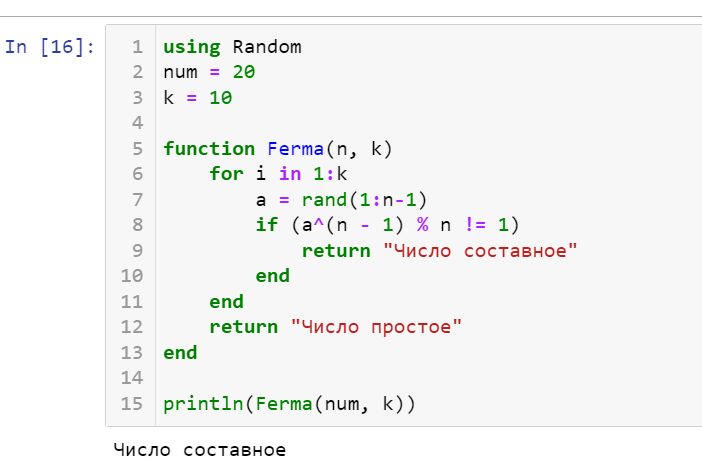 In [16]:
1 using Random
2 num = 20
3 k = 10
4
5 function Ferma(n, k)
6     for i in 1:k
7         a = rand(1:n-1)
8         if (a^(n - 1) % n != 1)
9             return "Число составное"
10         end
11     end
12     return "Число простое"
13 end
14
15 println(Ferma(num, k))
Число составное